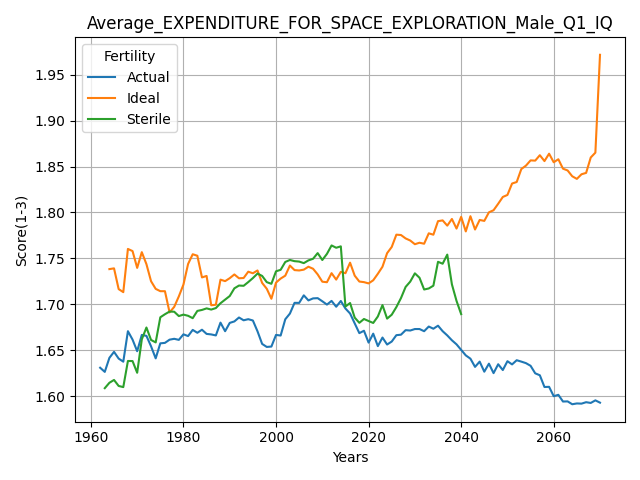 Average_EXPENDITURE_FOR_SPACE_EXPLORATION_Male_Q1_IQ
Fertility
Actual
Ideal
Sterile
Score(1-3)
1.95
1.90
1.85
1.80
1.75
1.70
1.65
1.60
1960 1980 2000 2020 2040 2060
Years